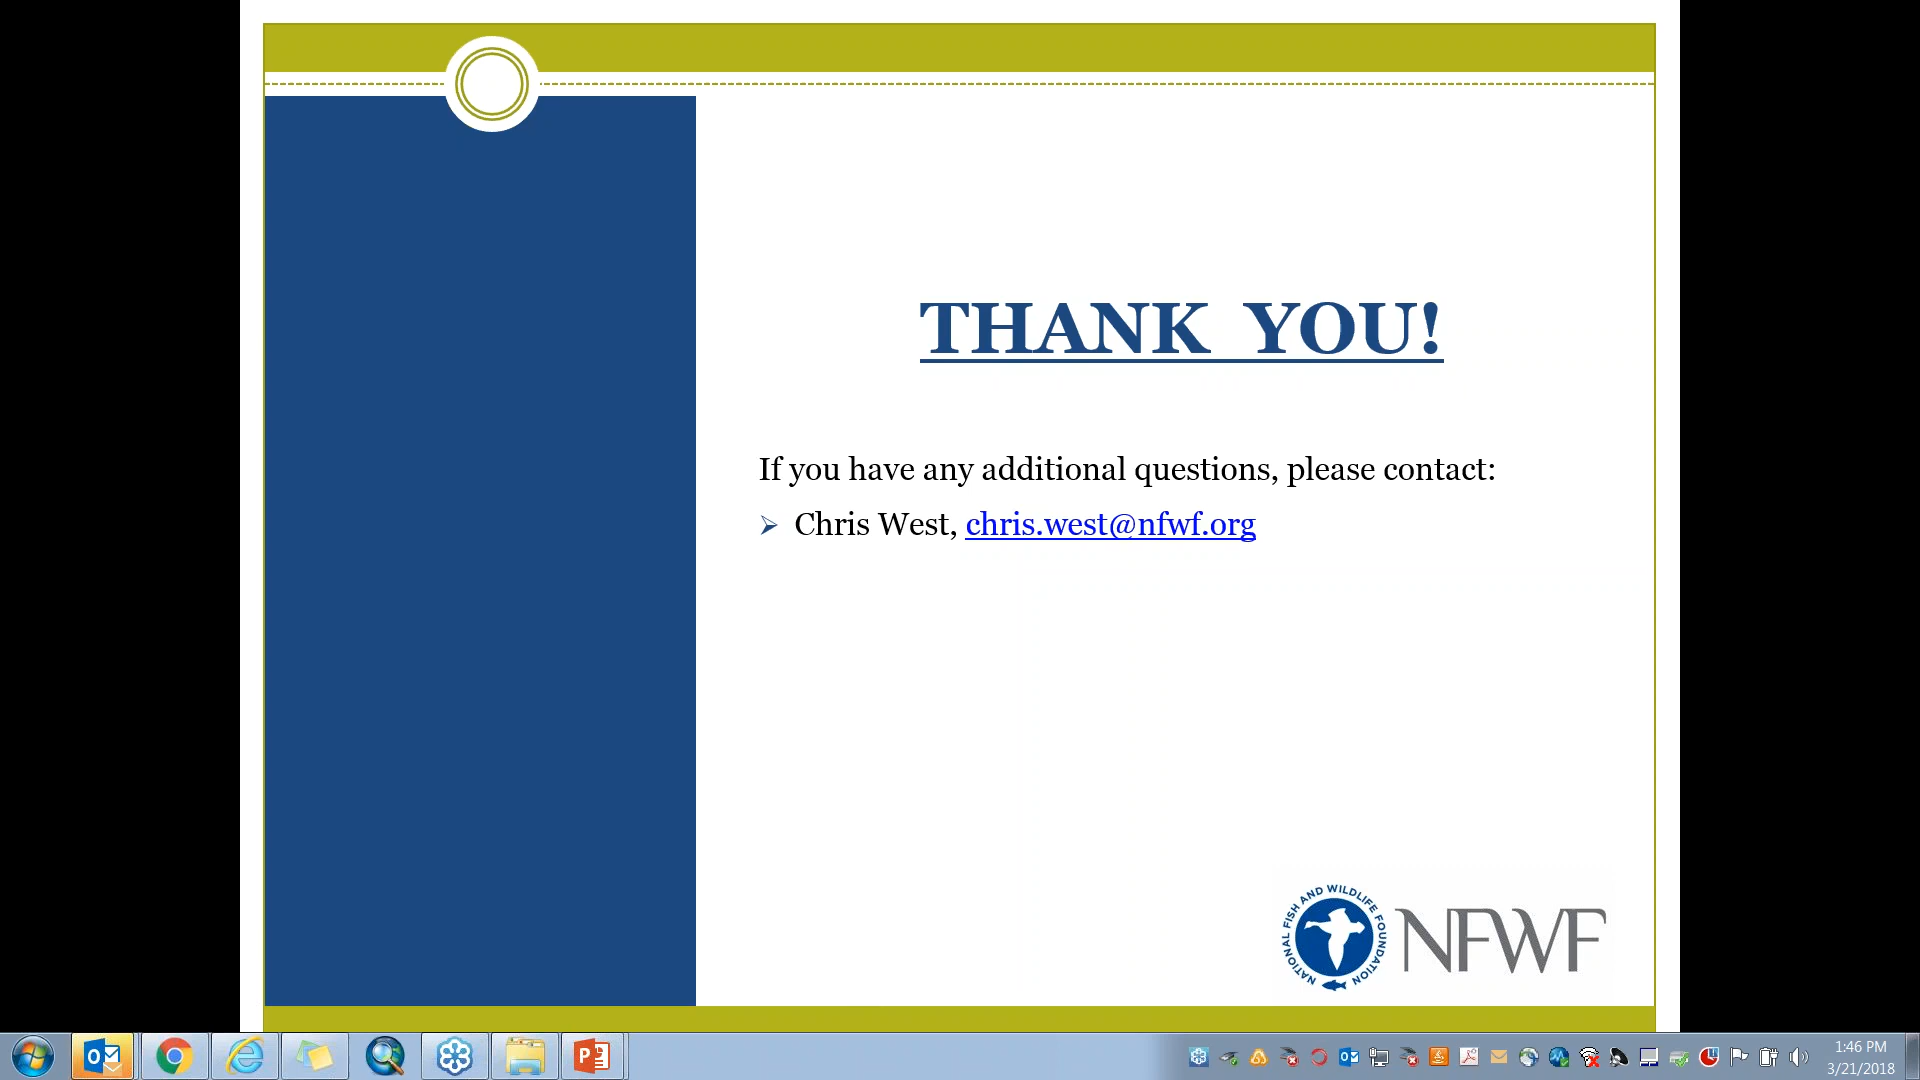 THANK YOU!
If you have any additional questions, please contact:
Chris West, chris.west@nfwf.org
NATIONAL FISH AND WILDLIFE FOUNDATION
NFWF
1:46 PM
3/21/2018